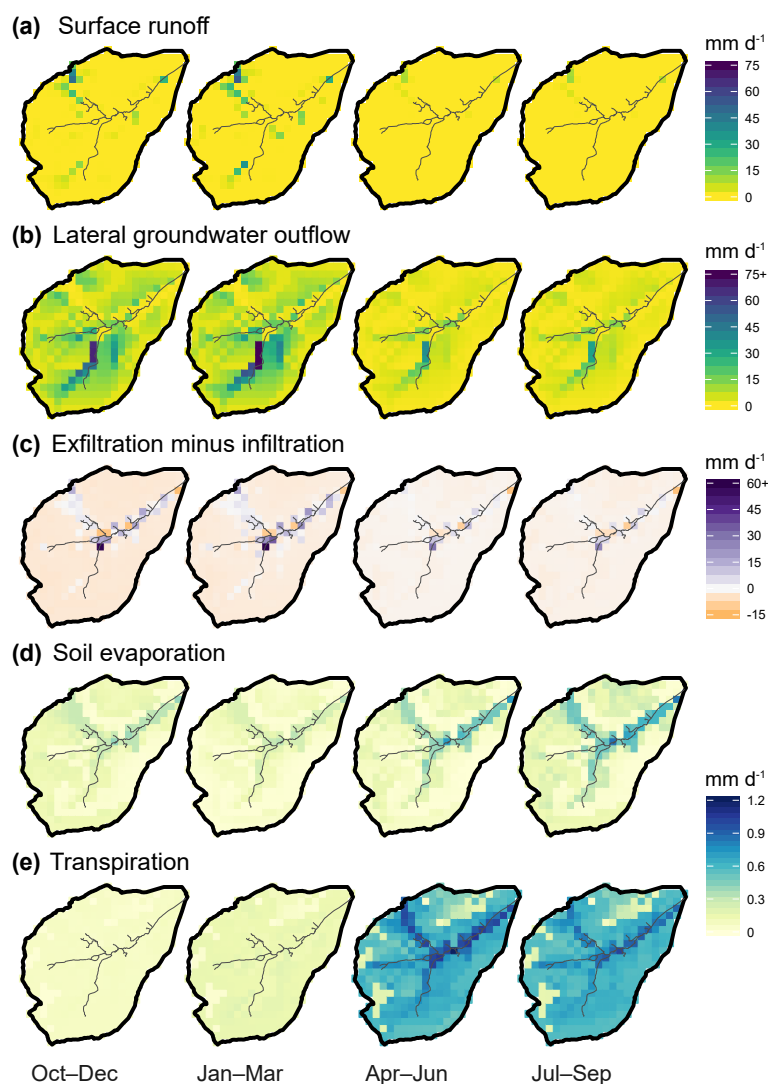 (a) Surface runoff
mm d⁻¹
75
60
45
30
15
0
(b) Lateral groundwater outflow
mm d⁻¹
75+
60
45
30
15
0
(c) Exfiltration minus infiltration
mm d⁻¹
60+
45
30
15
0
-15
(d) Soil evaporation
mm d⁻¹
1.2
0.9
0.6
0.3
0
(e) Transpiration
Oct–Dec Jan–Mar Apr–Jun Jul–Sep